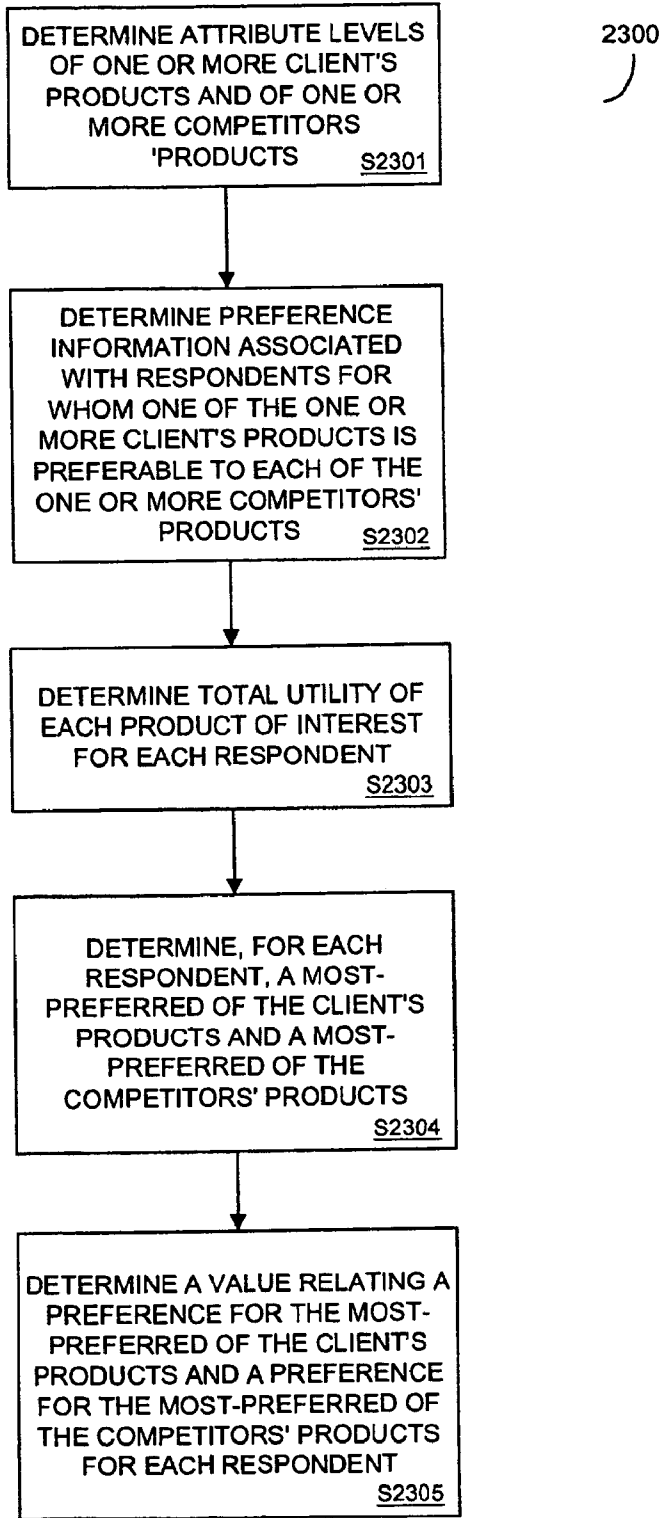 DETERMINE ATTRIBUTE LEVELS
OF ONE OR MORE CLIENT'S
PRODUCTS AND OF ONE OR
MORE COMPETITORS
'PRODUCTS
S2301
2300
DETERMINE PREFERENCE
INFORMATION ASSOCIATED
WITH RESPONDENTS FOR
WHOM ONE OF THE ONE OR
MORE CLIENT'S PRODUCTS IS
PREFERABLE TO EACH OF THE
ONE OR MORE COMPETITORS'
PRODUCTS
S2302
DETERMINE TOTAL UTILITY OF
EACH PRODUCT OF INTEREST
FOR EACH RESPONDENT
S2303
DETERMINE, FOR EACH
RESPONDENT, A MOST-
PREFERRED OF THE CLIENT'S
PRODUCTS AND A MOST-
PREFERRED OF THE
COMPETITORS' PRODUCTS
S2304
DETERMINE A VALUE RELATING A
PREFERENCE FOR THE MOST-
PREFERRED OF THE CLIENT'S
PRODUCTS AND A PREFERENCE
FOR THE MOST-PREFERRED OF
THE COMPETITORS' PRODUCTS
FOR EACH RESPONDENT
S2305